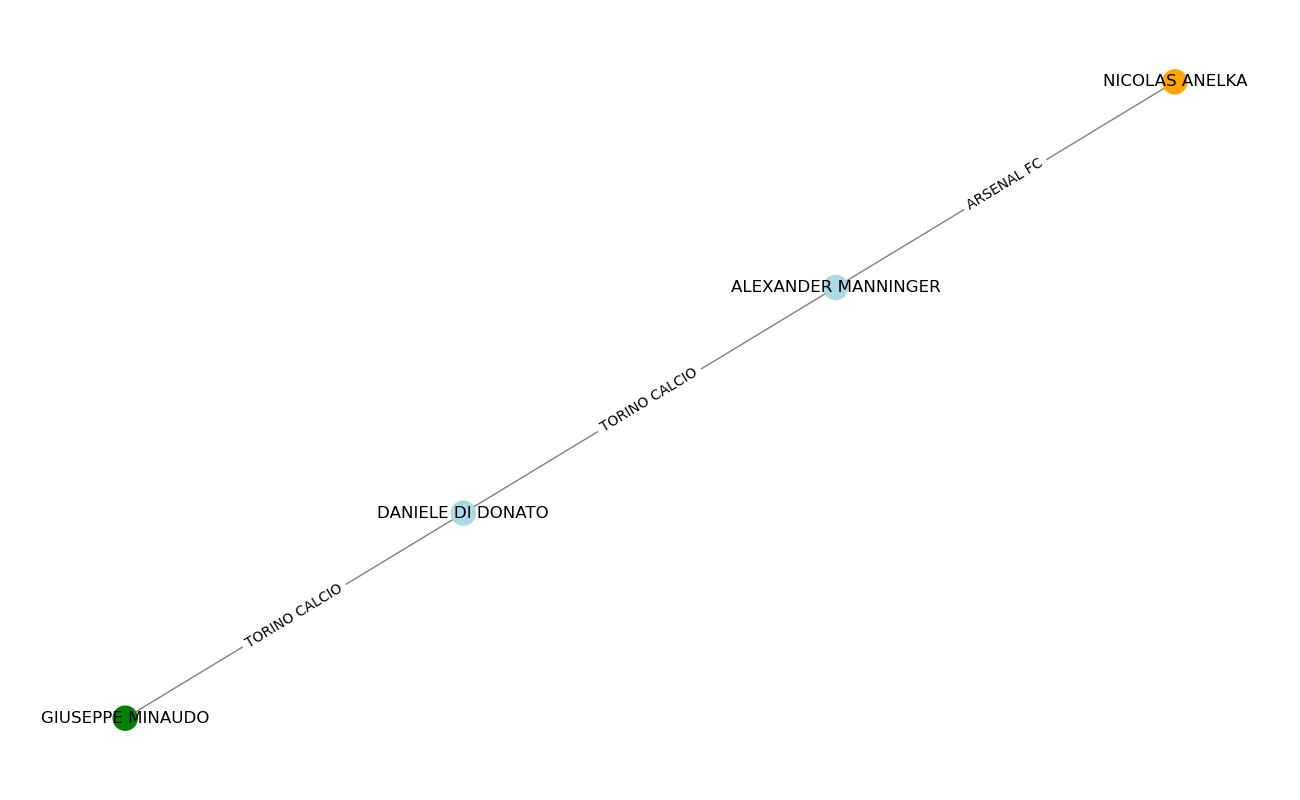 NICOLAS ANELKA
ARSENAL FC
ALEXANDER MANNINGER
TORINO CALCIO
DANIELE DI DONATO
TORINO CALCIO
GIUSEPPE MINAUDO